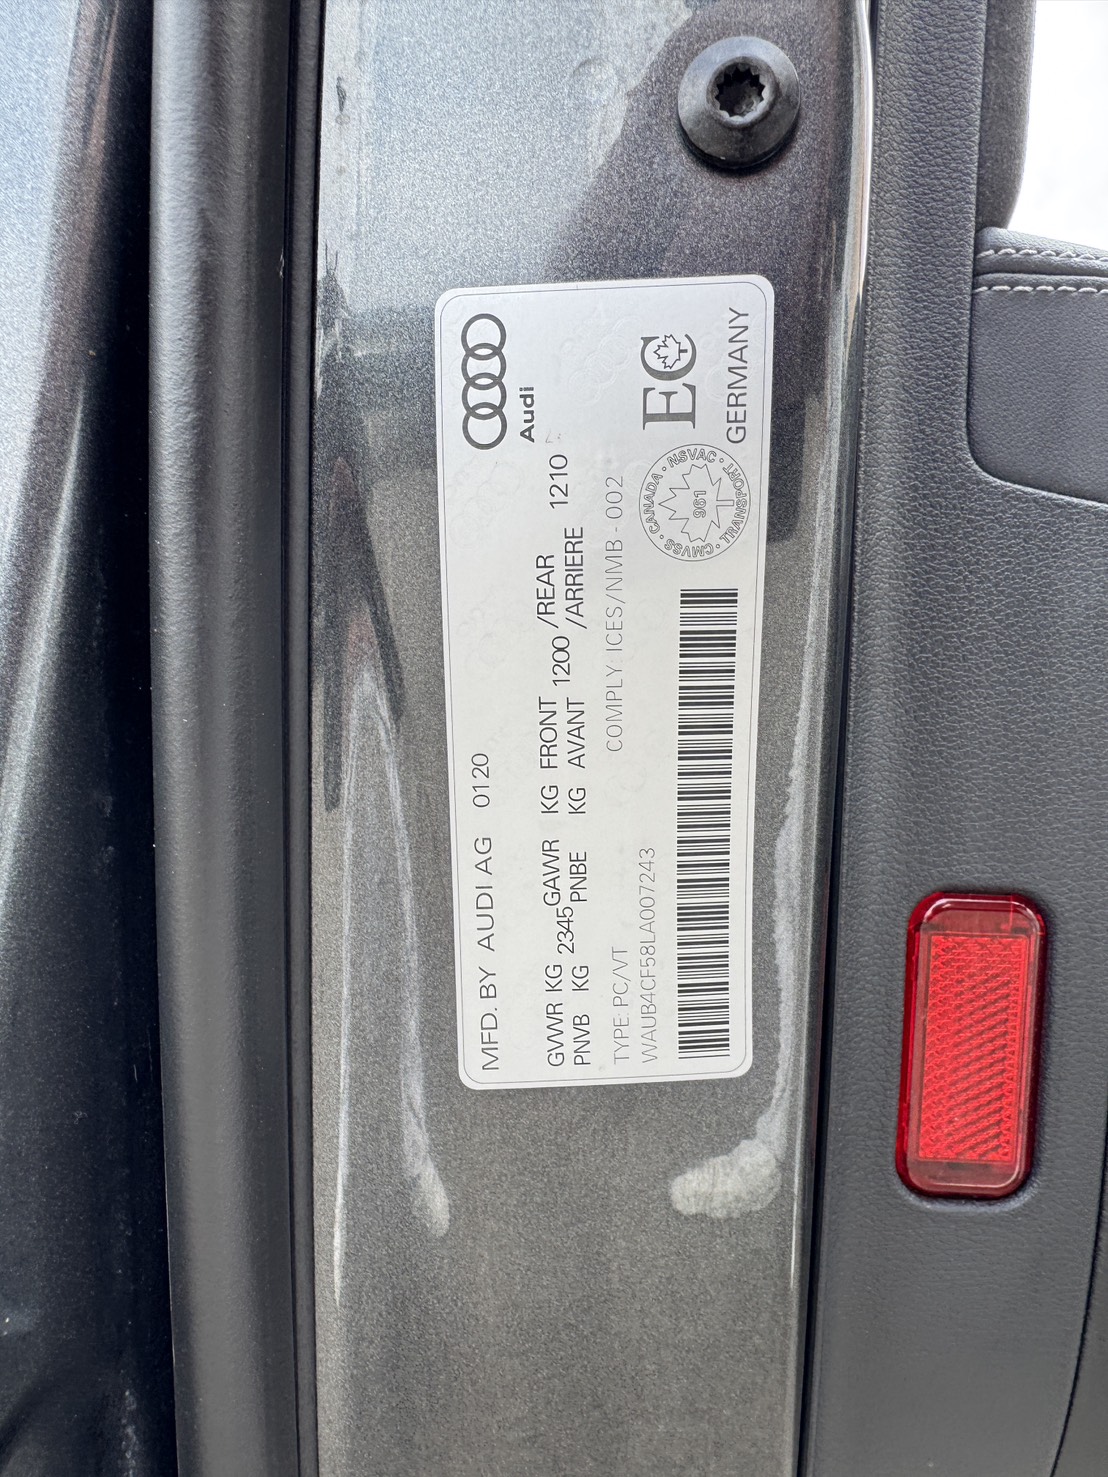 Audi
MFD. BY AUDI AG 0120
GVWR KG 2345 GAWR KG FRONT 1200 /REAR 1210
PNVB KG PNBE KG AVANT /ARRIERE
COMPLY: ICES/NMB - 002
TYPE: PC/VT
WAUB4CF58LA007243
CANADA · NSVAC · TRANSPORT · CMVSS ·
961
EC
GERMANY